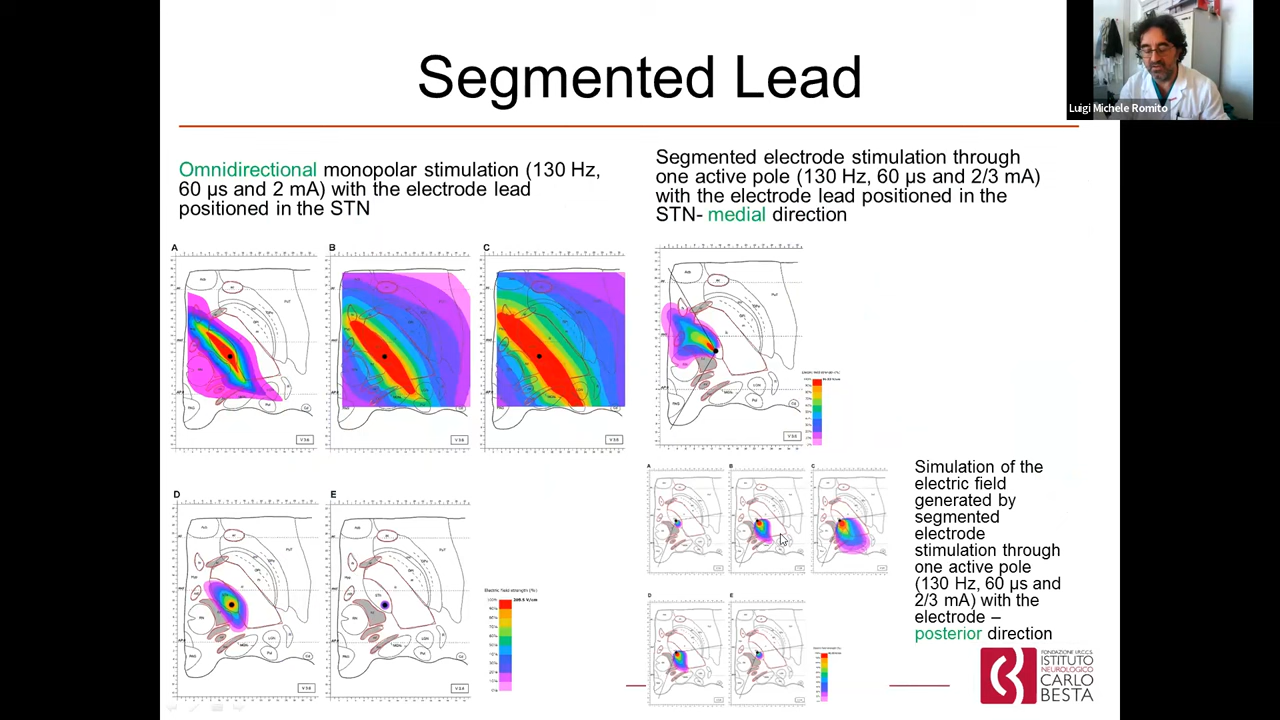 Segmented Lead
Luigi Michele Romito
Omnidirectional monopolar stimulation (130 Hz,
60 µs and 2 mA) with the electrode lead
positioned in the STN
Segmented electrode stimulation through
one active pole (130 Hz, 60 µs and 2/3 mA)
with the electrode lead positioned in the
STN- medial direction
A
B
C
D
E
Electric field strength (%)
A
B
C
D
E
Simulation of the
electric field
generated by
segmented
electrode
stimulation through
one active pole
(130 Hz, 60 µs and
2/3 mA) with the
electrode –
posterior direction
FONDAZIONE I.R.C.C.S.
ISTITUTO
NEUROLOGICO
CARLO
BESTA